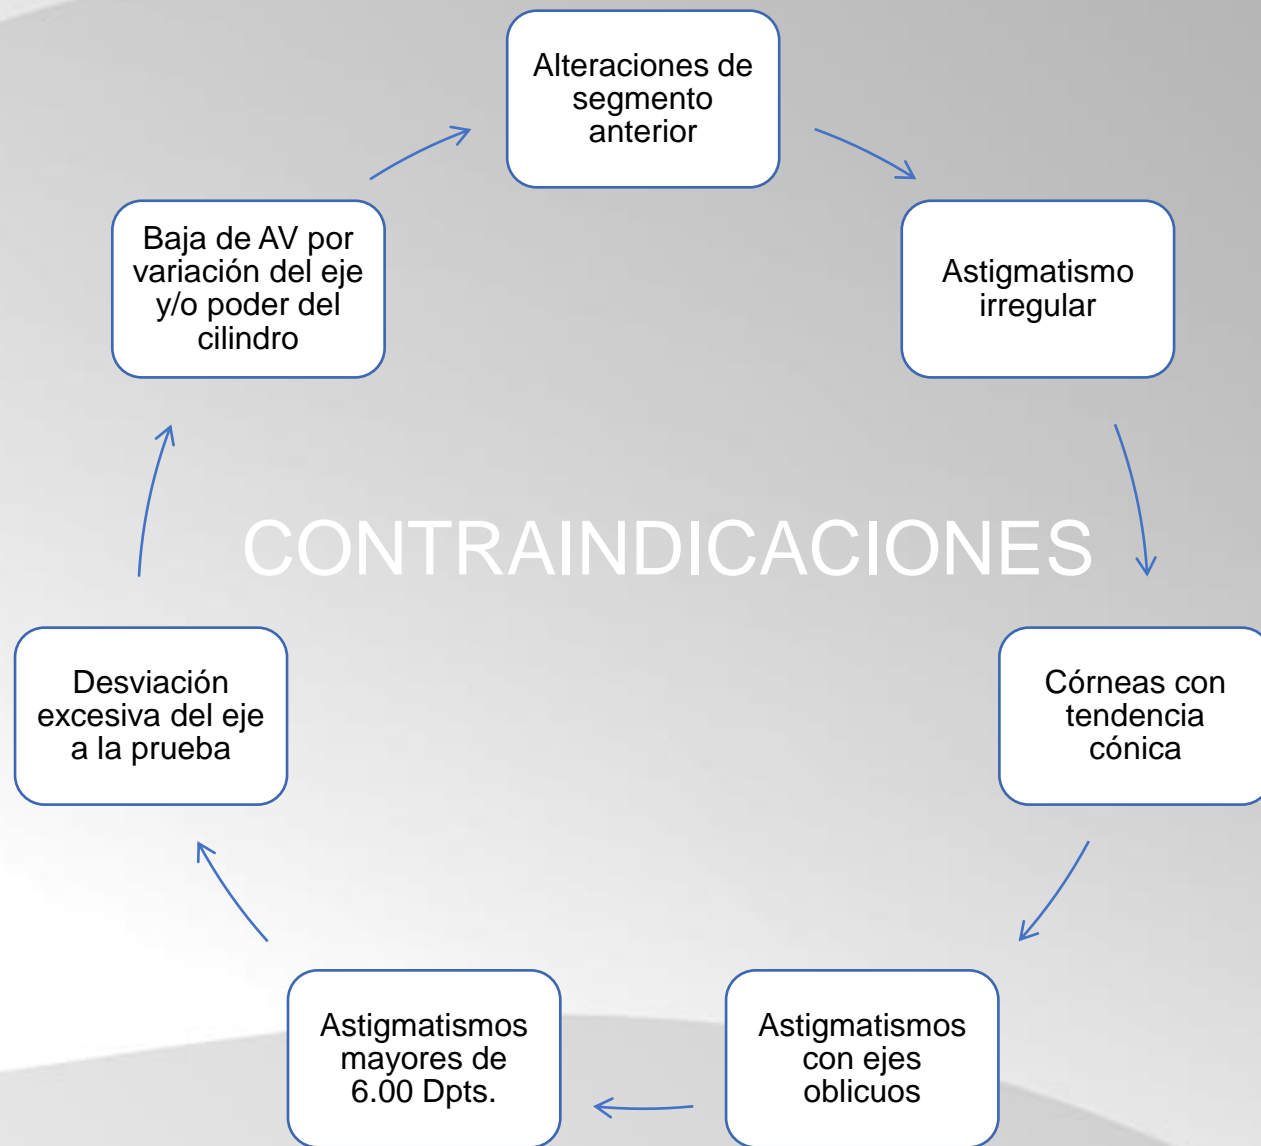 Alteraciones de
segmento
anterior
Astigmatismo
irregular
Córneas con
tendencia
cónica
Astigmatismos
con ejes
oblicuos
Astigmatismos
mayores de
6.00 Dpts.
Desviación
excesiva del eje
a la prueba
Baja de AV por
variación del eje
y/o poder del
cilindro
CONTRAINDICACIONES